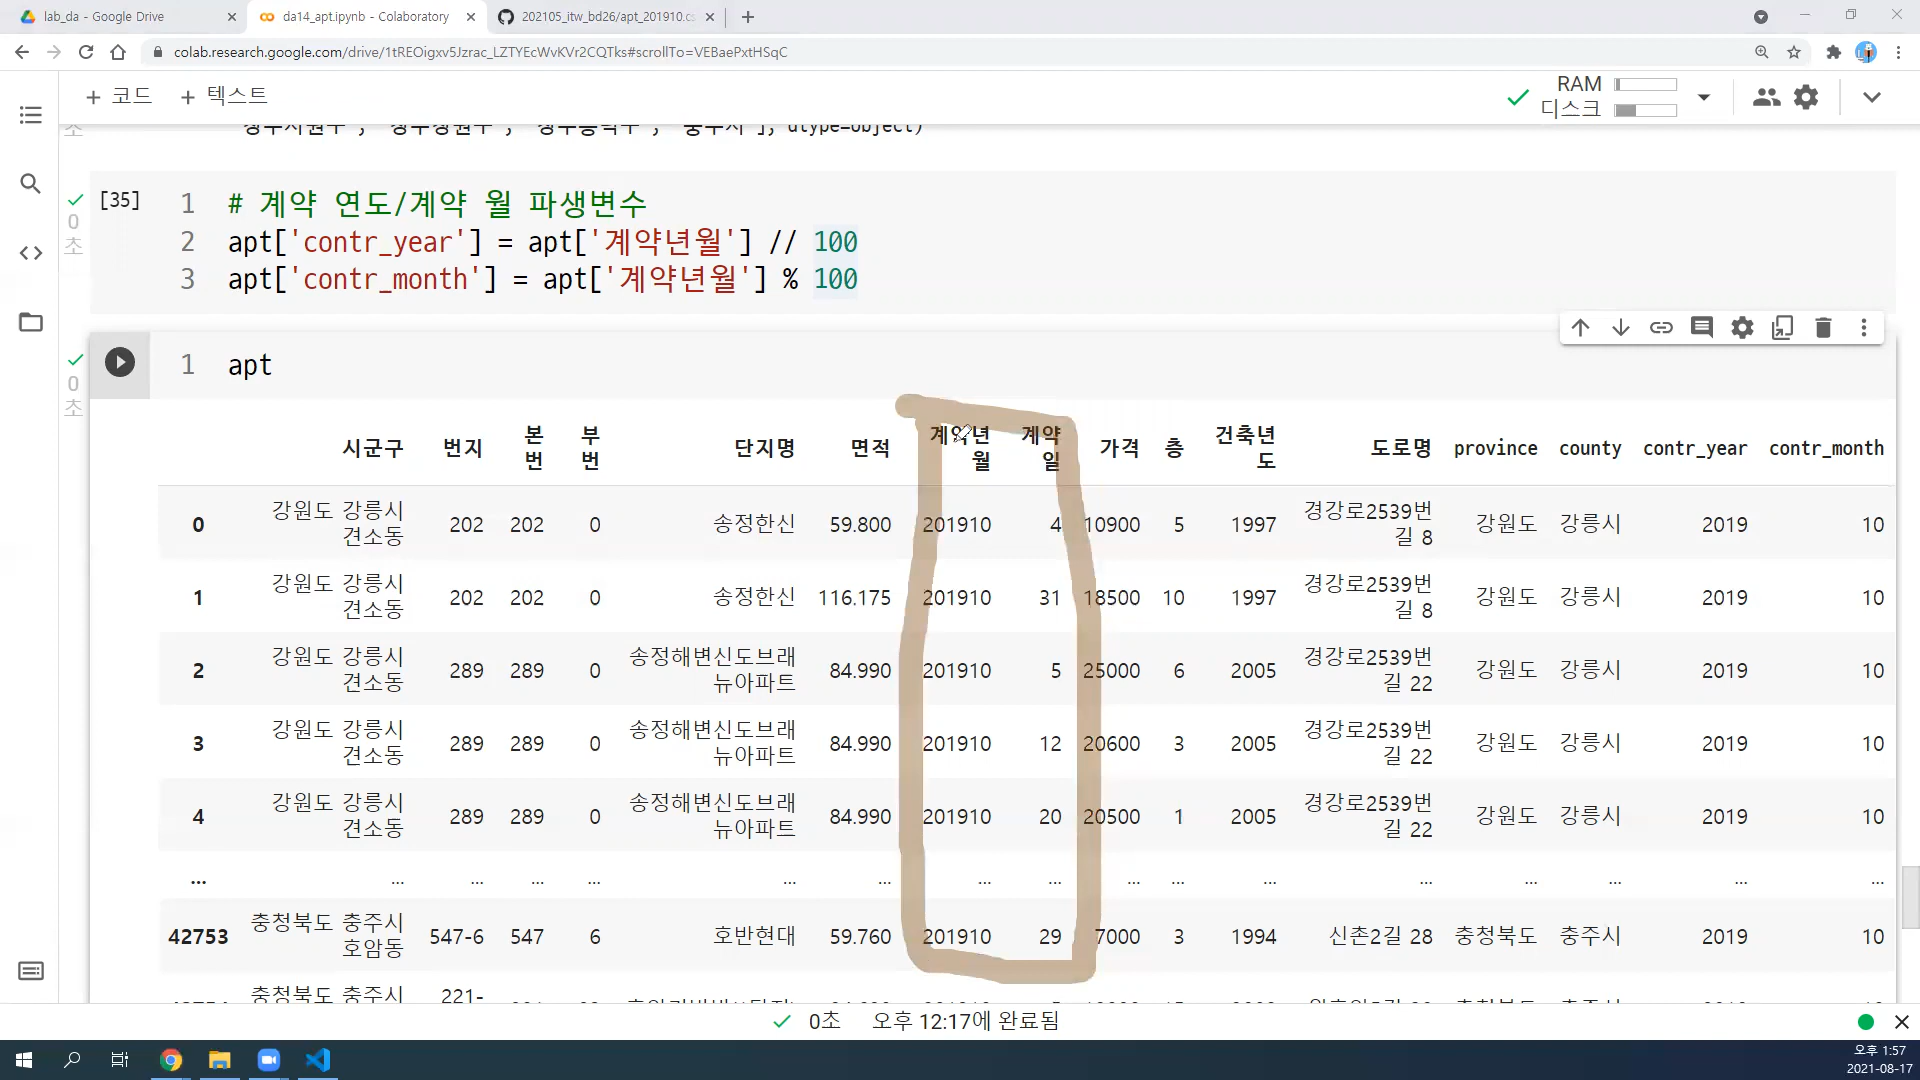 lab_da - Google Drive
da14_apt.ipynb - Colaboratory
202105_itw_bd26/apt_201910.cs
colab.research.google.com/drive/1tREOigxv5Jzrac_LZTYEcWvKVr2CQTks#scrollTo=VEBaePxtHSqC
+ 코드 + 텍스트
RAM
디스크
dtype=object)
[35]
0
초
1 # 계약 연도/계약 월 파생변수
2 apt['contr_year'] = apt['계약년월'] // 100
3 apt['contr_month'] = apt['계약년월'] % 100
0
초
1 apt
시군구 번지 본번 부번 단지명 면적 계약년월 계약일 가격 층 건축년도 도로명 province county contr_year contr_month
0 강원도 강릉시 견소동 202 202 0 송정한신 59.800 201910 4 10900 5 1997 경강로2539번길 8 강원도 강릉시 2019 10
1 강원도 강릉시 견소동 202 202 0 송정한신 116.175 201910 31 18500 10 1997 경강로2539번길 8 강원도 강릉시 2019 10
2 강원도 강릉시 견소동 289 289 0 송정해변신도브래뉴아파트 84.990 201910 5 25000 6 2005 경강로2539번길 22 강원도 강릉시 2019 10
3 강원도 강릉시 견소동 289 289 0 송정해변신도브래뉴아파트 84.990 201910 12 20600 3 2005 경강로2539번길 22 강원도 강릉시 2019 10
4 강원도 강릉시 견소동 289 289 0 송정해변신도브래뉴아파트 84.990 201910 20 20500 1 2005 경강로2539번길 22 강원도 강릉시 2019 10
... ... ... ... ... ... ... ... ... ... ... ... ... ... ... ... ...
42753 충청북도 충주시 호암동 547-6 547 6 호반현대 59.760 201910 29 7000 3 1994 신촌2길 28 충청북도 충주시 2019 10
충청북도 충주시 221-
0초 오후 12:17에 완료됨
오후 1:57
2021-08-17